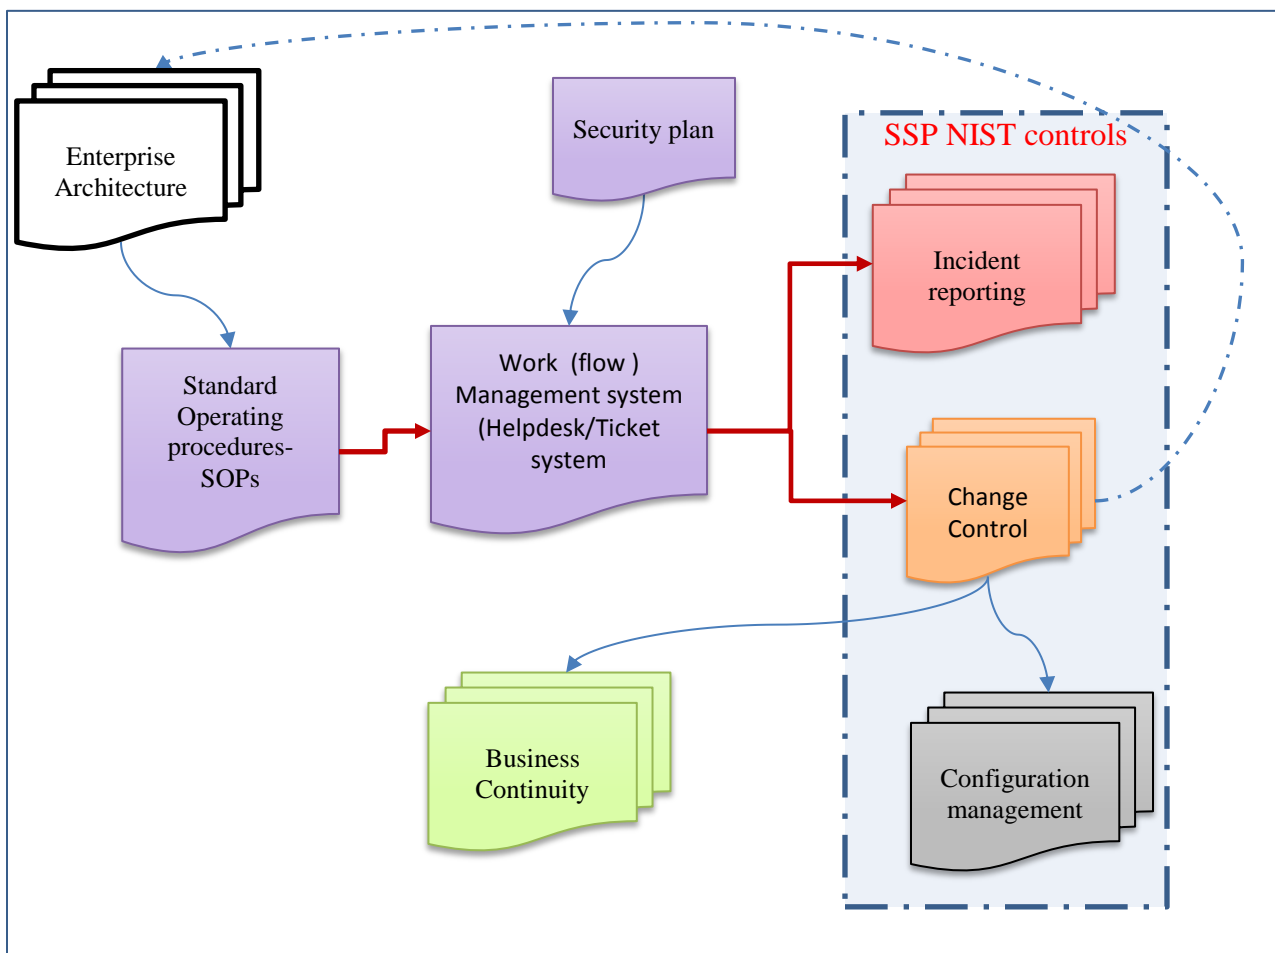 Enterprise
Architecture
Security plan
SSP NIST controls
Incident
reporting
Standard
Operating
procedures-
SOPs
Work  (flow )
Management system
(Helpdesk/Ticket
system
Change
Control
Business
Continuity
Configuration
management